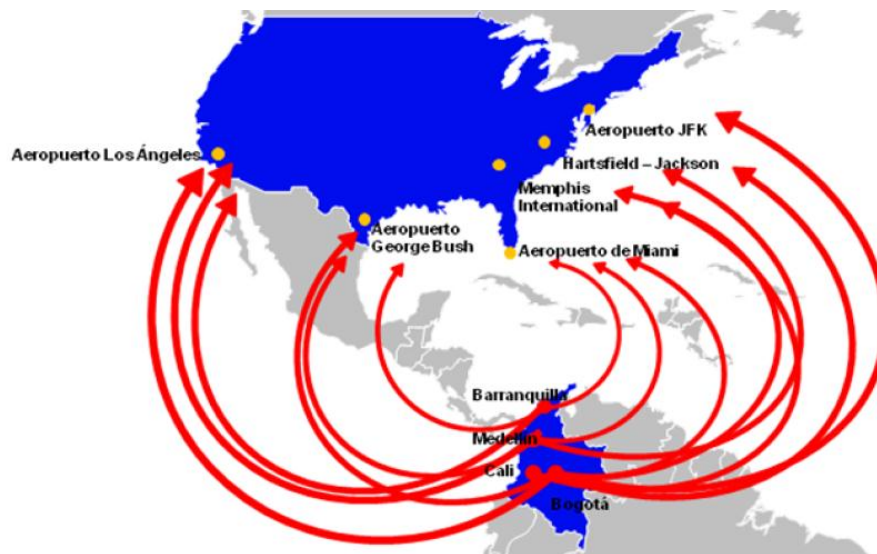 Aeropuerto JFK
Aeropuerto Los Ángeles
Hartsfield – Jackson
Memphis
International
Aeropuerto
George Bush
Aeropuerto de Miami
Barranquilla
Medellín
Cali
Bogotá